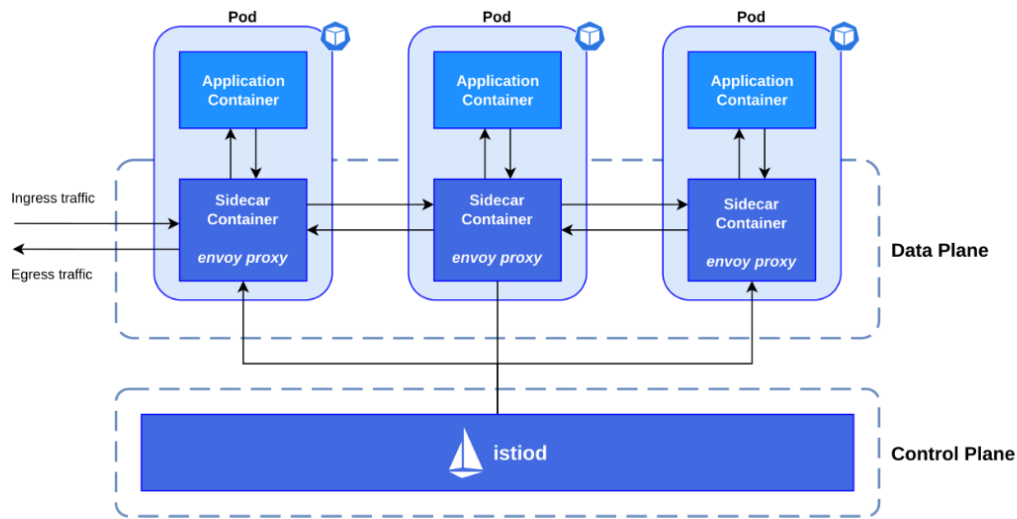 Pod
Pod
Pod
Application
Container
Application
Container
Application
Container
Ingress traffic
Egress traffic
Sidecar
Container
envoy proxy
Sidecar
Container
envoy proxy
Sidecar
Container
envoy proxy
Data Plane
istiod
Control Plane